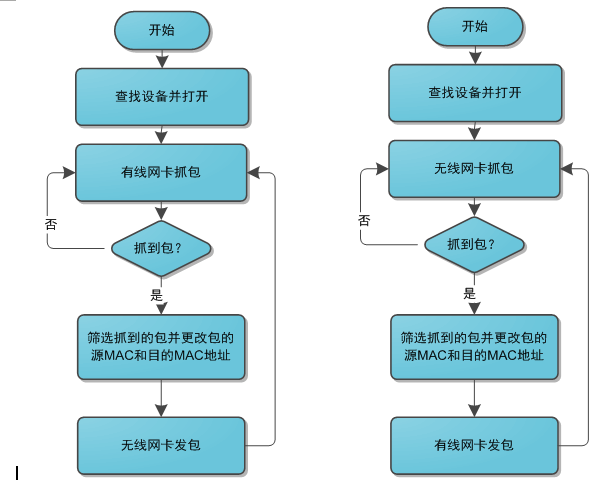 开始
查找设备并打开
有线网卡抓包
否
抓到包？
是
筛选抓到的包并更改包的
源MAC和目的MAC地址
无线网卡发包
开始
查找设备并打开
无线网卡抓包
否
抓到包？
是
筛选抓到的包并更改包的
源MAC和目的MAC地址
有线网卡发包